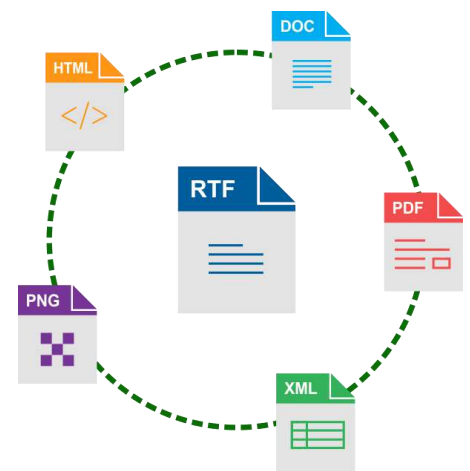 DOC
HTML
RTF
PDF
PNG
XML